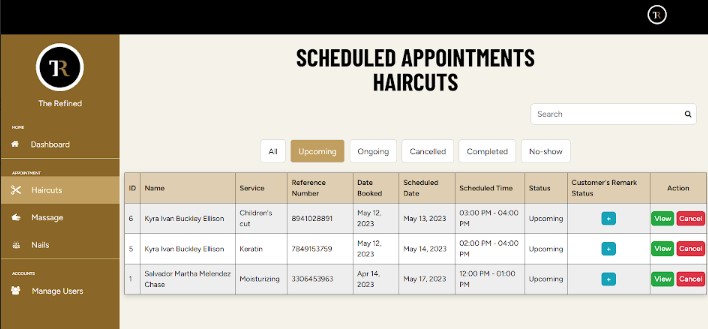 TR
TR
The Refined
HOME
Dashboard
APPOINTMENT
Haircuts
Massage
Nails
ACCOUNTS
Manage Users
SCHEDULED APPOINTMENTS
HAIRCUTS
Search
All Upcoming Ongoing Cancelled Completed No-show
ID Name Service Reference Number Date Booked Scheduled Date Scheduled Time Status Customer's Remark Status Action
6 Kyra Ivan Buckley Ellison Children's cut 8941028891 May 12, 2023 May 13, 2023 03:00 PM - 04:00 PM Upcoming + View Cancel
5 Kyra Ivan Buckley Ellison Keratin 7849153759 May 12, 2023 May 14, 2023 02:00 PM - 04:00 PM Upcoming + View Cancel
1 Salvador Martha Melendez Chase Moisturizing 3306453963 Apr 14, 2023 May 17, 2023 12:00 PM - 01:00 PM Upcoming + View Cancel